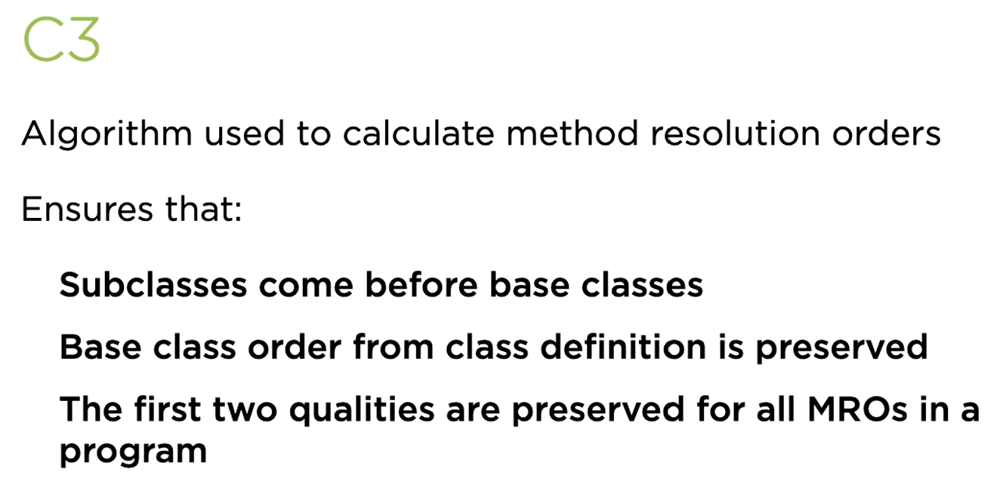 C3
Algorithm used to calculate method resolution orders
Ensures that:
Subclasses come before base classes
Base class order from class definition is preserved
The first two qualities are preserved for all MROs in a
program